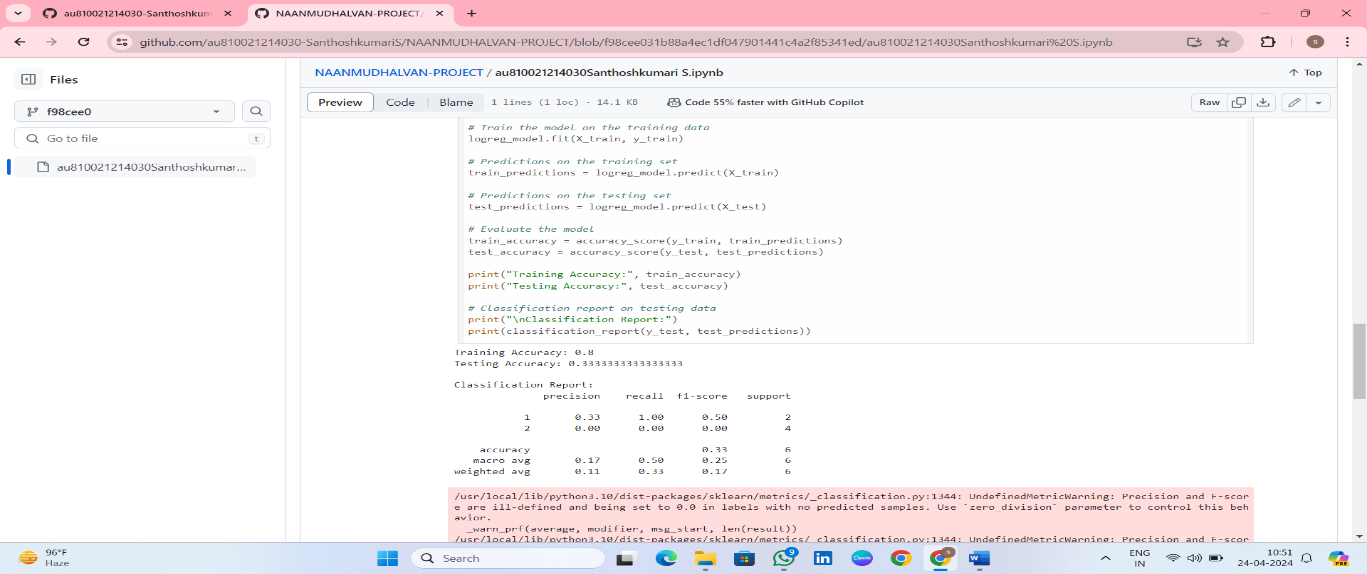 au810021214030-Santhoshkum
NAANMUDHALVAN-PROJECT/
github.com/au810021214030-SanthoshkumariS/NAANMUDHALVAN-PROJECT/blob/f98cee031b88a4ec1df047901441c4a2f85341ed/au810021214030Santhoshkumari%20S.ipynb
S
Files
f98cee0
Go to file
t
au810021214030Santhoshkumar...
NAANMUDHALVAN-PROJECT / au810021214030Santhoshkumari S.ipynb
Top
Preview Code Blame 1 lines (1 loc) · 14.1 KB Code 55% faster with GitHub Copilot Raw
# Train the model on the training data
logreg_model.fit(X_train, y_train)
# Predictions on the training set
train_predictions = logreg_model.predict(X_train)
# Predictions on the testing set
test_predictions = logreg_model.predict(X_test)
# Evaluate the model
train_accuracy = accuracy_score(y_train, train_predictions)
test_accuracy = accuracy_score(y_test, test_predictions)
print("Training Accuracy:", train_accuracy)
print("Testing Accuracy:", test_accuracy)
# Classification report on testing data
print("\nClassification Report:")
print(classification_report(y_test, test_predictions))
Training Accuracy: 0.8
Testing Accuracy: 0.3333333333333333
Classification Report:
precision recall f1-score support
1 0.33 1.00 0.50 2
2 0.00 0.00 0.00 4
accuracy 0.33 6
macro avg 0.17 0.50 0.25 6
weighted avg 0.11 0.33 0.17 6
/usr/local/lib/python3.10/dist-packages/sklearn/metrics/_classification.py:1344: UndefinedMetricWarning: Precision and F-scor
e are ill-defined and being set to 0.0 in labels with no predicted samples. Use `zero_division` parameter to control this beh
avior.
_warn_prf(average, modifier, msg_start, len(result))
/usr/local/lib/python3.10/dist-packages/sklearn/metrics/_classification.py:1344: UndefinedMetricWarning: Precision and F-scor
96°F
Haze
Search
9
ENG
IN
10:51
24-04-2024